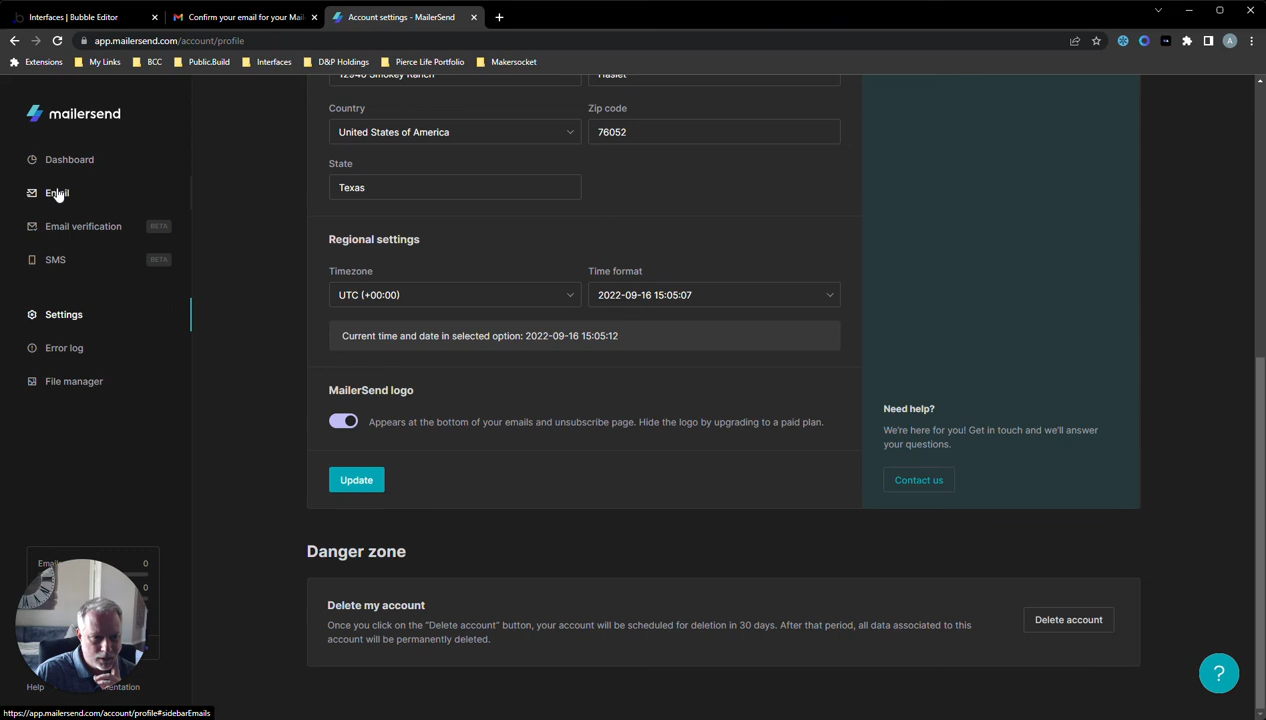 Interfaces | Bubble Editor
Confirm your email for your Mai
Account settings - MailerSend
app.mailersend.com/account/profile
A
Extensions
My Links
BCC
Public.Build
Interfaces
D&P Holdings
Pierce Life Portfolio
Makersocket
mailersend
Dashboard
Email
Email verification BETA
SMS BETA
Settings
Error log
File manager
12940 Smokey Ranch
Haslet
Country
Zip code
United States of America
76052
State
Texas
Regional settings
Timezone
Time format
UTC (+00:00)
2022-09-16 15:05:07
Current time and date in selected option: 2022-09-16 15:05:12
MailerSend logo
Appears at the bottom of your emails and unsubscribe page. Hide the logo by upgrading to a paid plan.
Update
Need help?
We're here for you! Get in touch and we'll answer
your questions.
Contact us
Danger zone
Delete my account
Once you click on the "Delete account" button, your account will be scheduled for deletion in 30 days. After that period, all data associated to this
account will be permanently deleted.
Delete account
0
0
Help
?
https://app.mailersend.com/account/profile#sidebarEmails